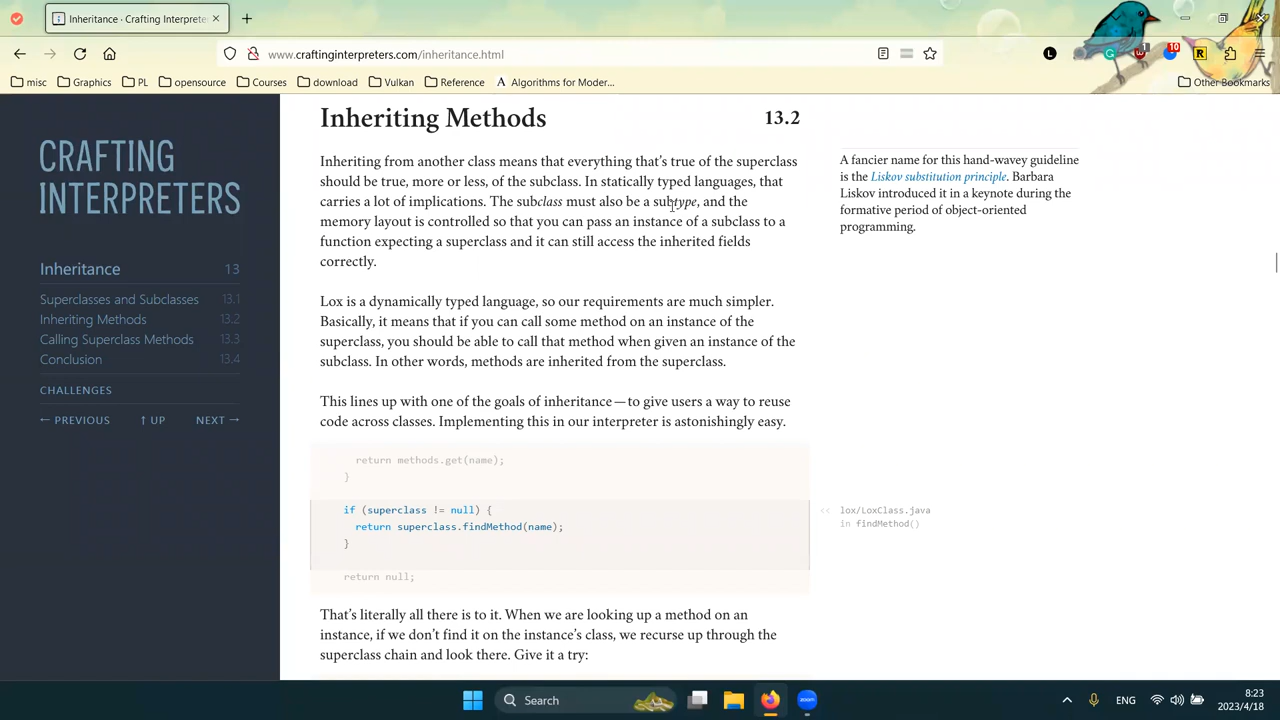 Inheritance · Crafting Interprete
www.craftinginterpreters.com/inheritance.html
L
G
1
10
R
misc
Graphics
PL
opensource
Courses
download
Vulkan
Reference
A Algorithms for Moder...
Other Bookmarks
CRAFTING
INTERPRETERS
Inheritance 13
Superclasses and Subclasses 13.1
Inheriting Methods 13.2
Calling Superclass Methods 13.3
Conclusion 13.4
CHALLENGES
← PREVIOUS ↑ UP NEXT →
Inheriting Methods 13.2
Inheriting from another class means that everything that’s true of the superclass
should be true, more or less, of the subclass. In statically typed languages, that
carries a lot of implications. The subclass must also be a subtype, and the
memory layout is controlled so that you can pass an instance of a subclass to a
function expecting a superclass and it can still access the inherited fields
correctly.
Lox is a dynamically typed language, so our requirements are much simpler.
Basically, it means that if you can call some method on an instance of the
superclass, you should be able to call that method when given an instance of the
subclass. In other words, methods are inherited from the superclass.
This lines up with one of the goals of inheritance—to give users a way to reuse
code across classes. Implementing this in our interpreter is astonishingly easy.
return methods.get(name);
}
if (superclass != null) {
return superclass.findMethod(name);
}
return null;
That’s literally all there is to it. When we are looking up a method on an
instance, if we don’t find it on the instance’s class, we recurse up through the
superclass chain and look there. Give it a try:
A fancier name for this hand-wavey guideline
is the Liskov substitution principle. Barbara
Liskov introduced it in a keynote during the
formative period of object-oriented
programming.
<< lox/LoxClass.java
in findMethod()
Search
zoom
ENG
8:23
2023/4/18